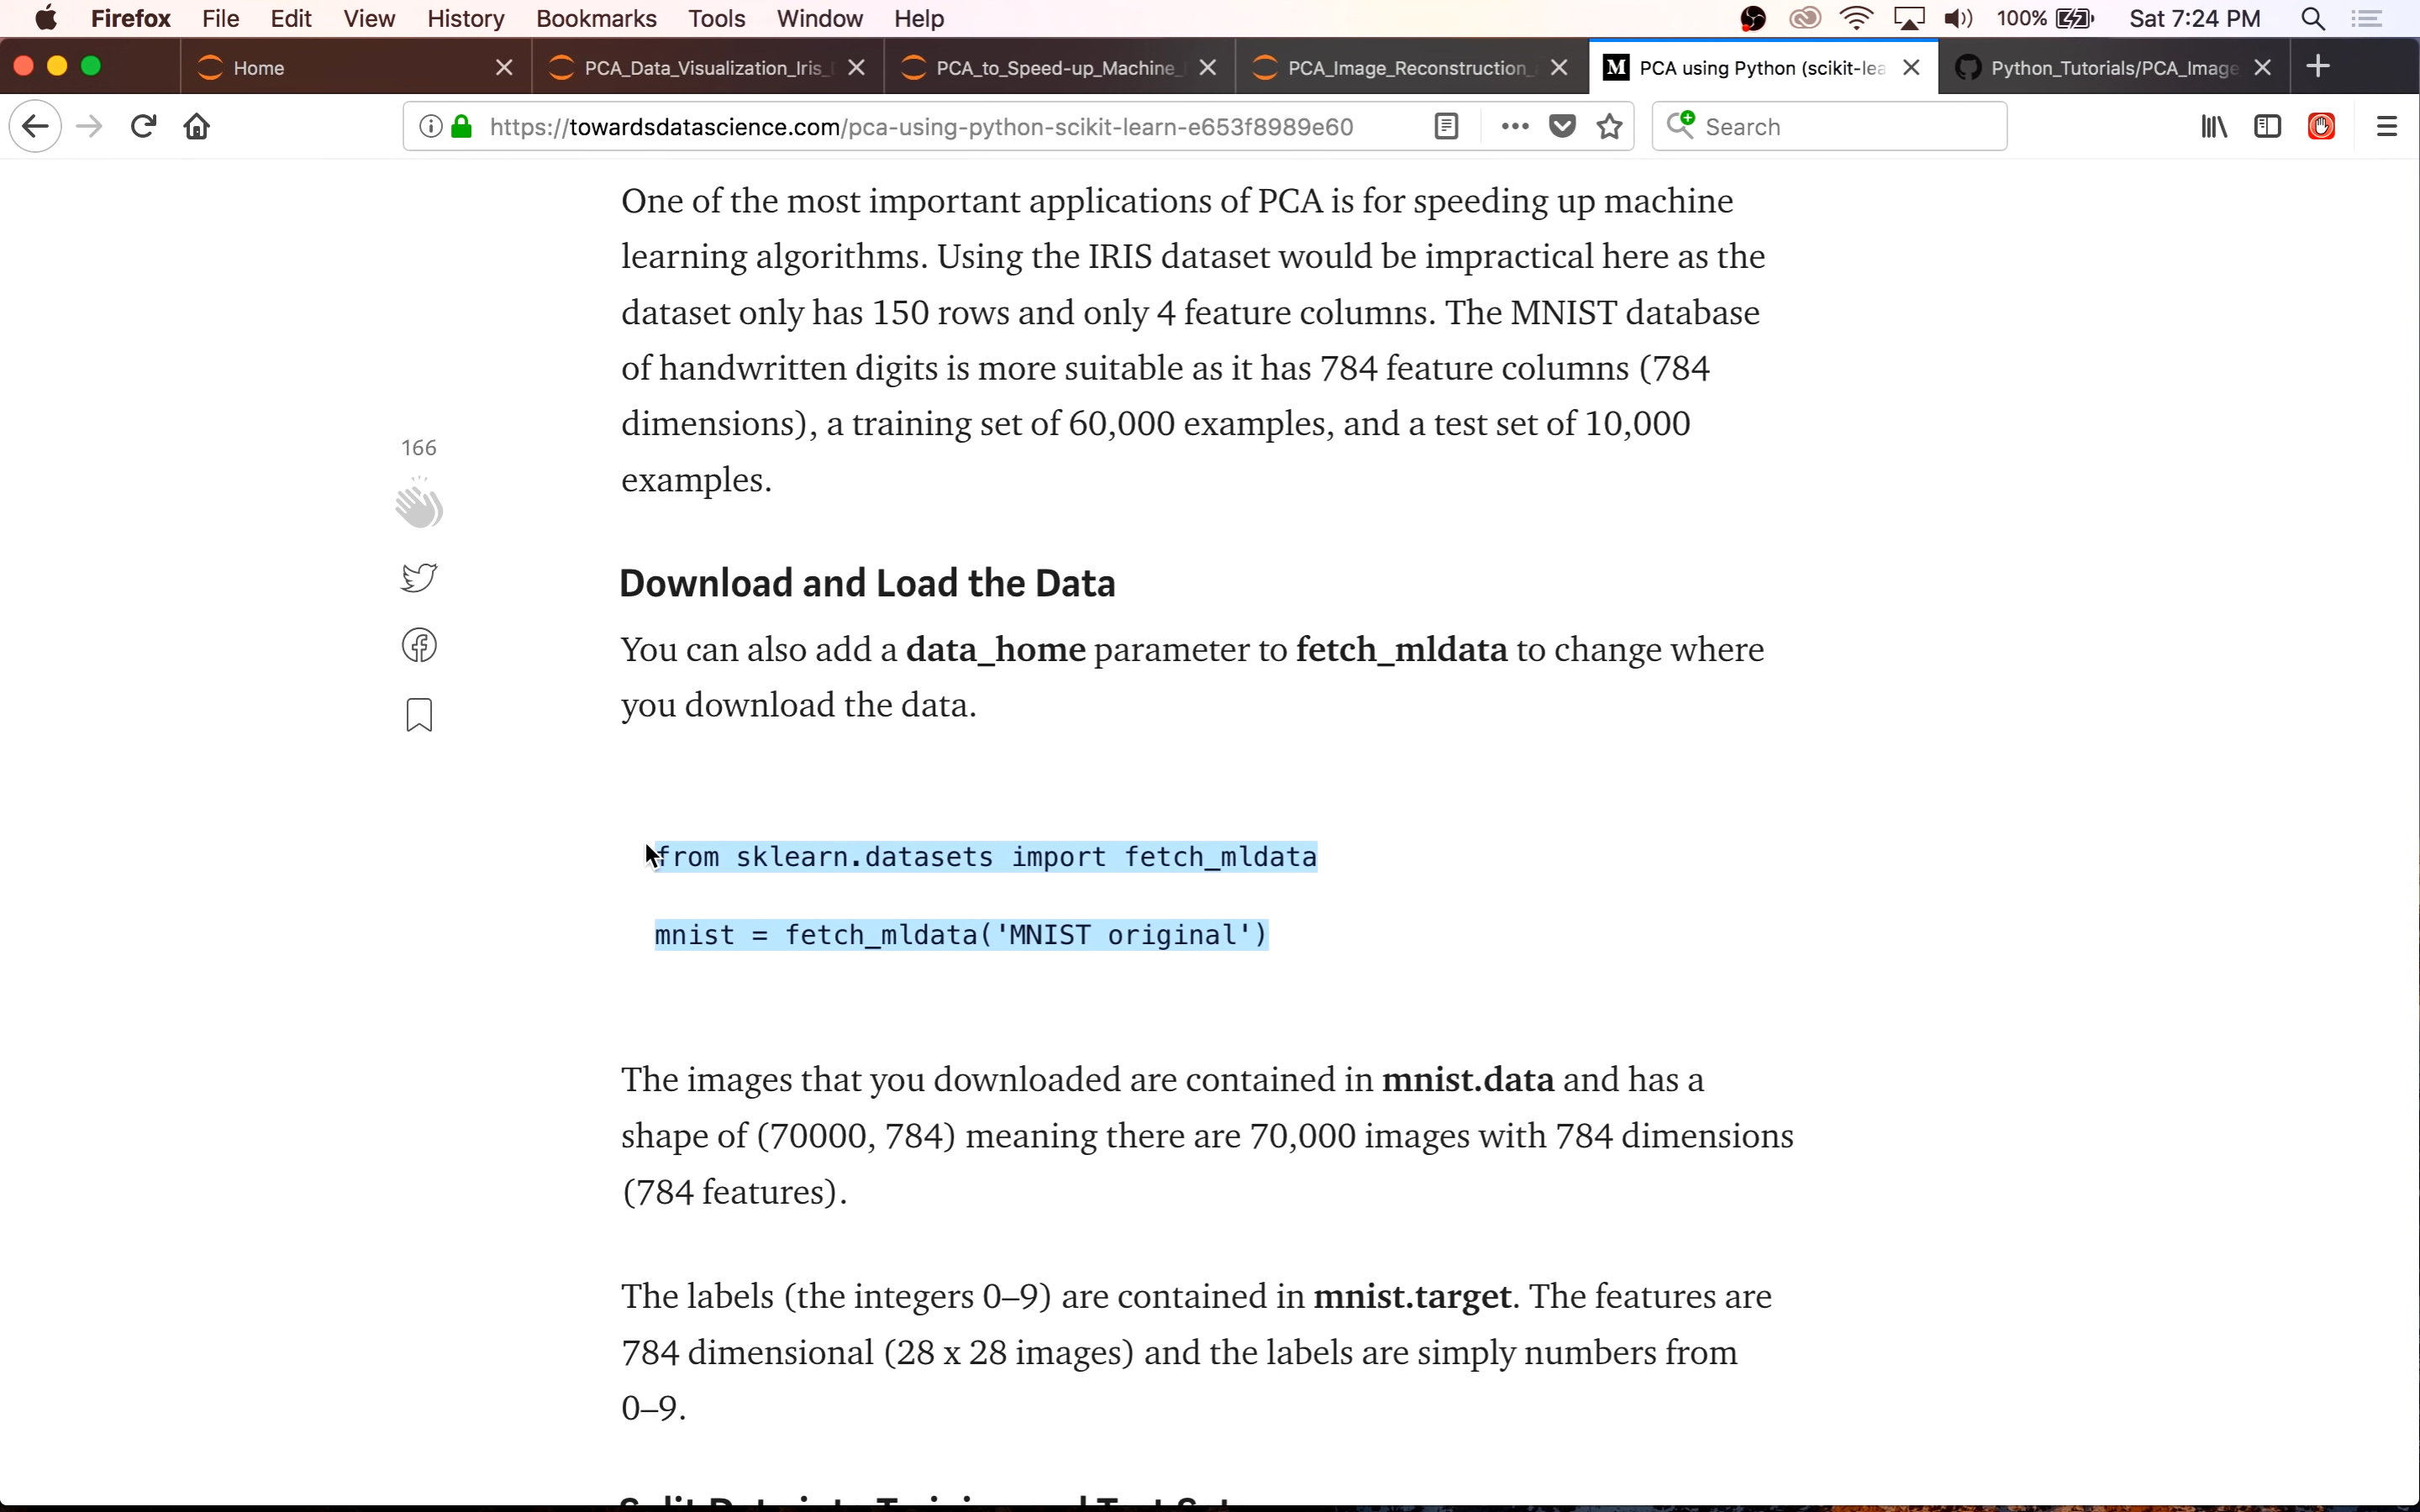 Firefox File Edit View History Bookmarks Tools Window Help 100% Sat 7:24 PM
Home PCA_Data_Visualization_Iris_ PCA_to_Speed-up_Machine_ PCA_Image_Reconstruction_ M PCA using Python (scikit-lea Python_Tutorials/PCA_Image
https://towardsdatascience.com/pca-using-python-scikit-learn-e653f8989e60 Search
One of the most important applications of PCA is for speeding up machine
learning algorithms. Using the IRIS dataset would be impractical here as the
dataset only has 150 rows and only 4 feature columns. The MNIST database
of handwritten digits is more suitable as it has 784 feature columns (784
dimensions), a training set of 60,000 examples, and a test set of 10,000
examples.
166
Download and Load the Data
You can also add a data_home parameter to fetch_mldata to change where
you download the data.
from sklearn.datasets import fetch_mldata
mnist = fetch_mldata('MNIST original')
The images that you downloaded are contained in mnist.data and has a
shape of (70000, 784) meaning there are 70,000 images with 784 dimensions
(784 features).
The labels (the integers 0–9) are contained in mnist.target. The features are
784 dimensional (28 x 28 images) and the labels are simply numbers from
0–9.